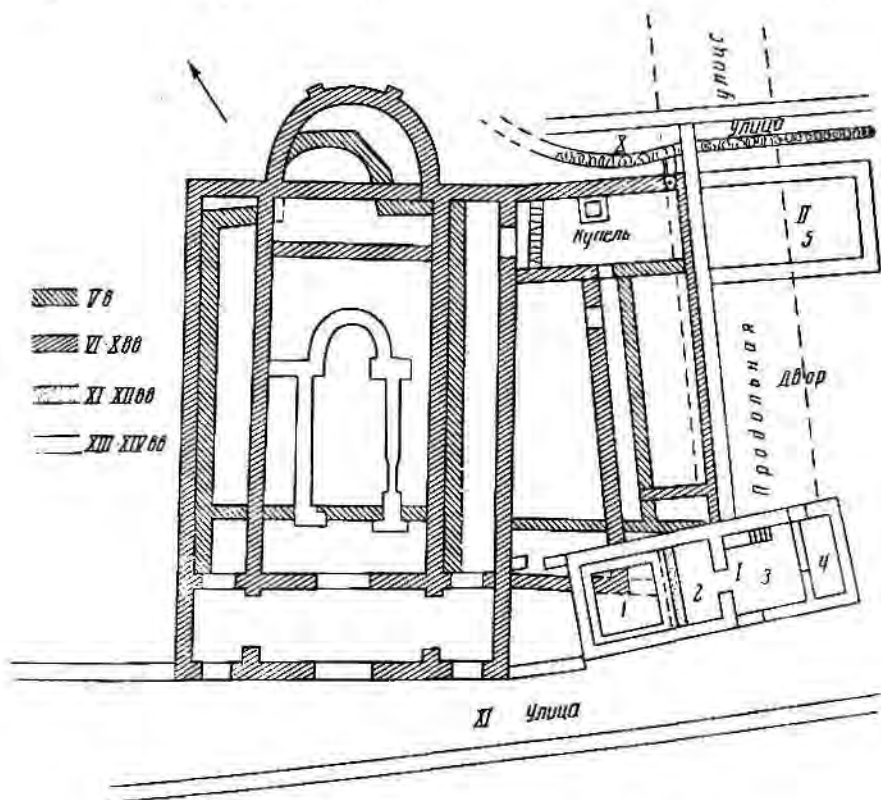 улица
улица
X
Купель
II
5
V в
VI-X вв
XI-XII вв
XIII-XIV вв
Продольная
двор
1
2
I
3
4
XI улица